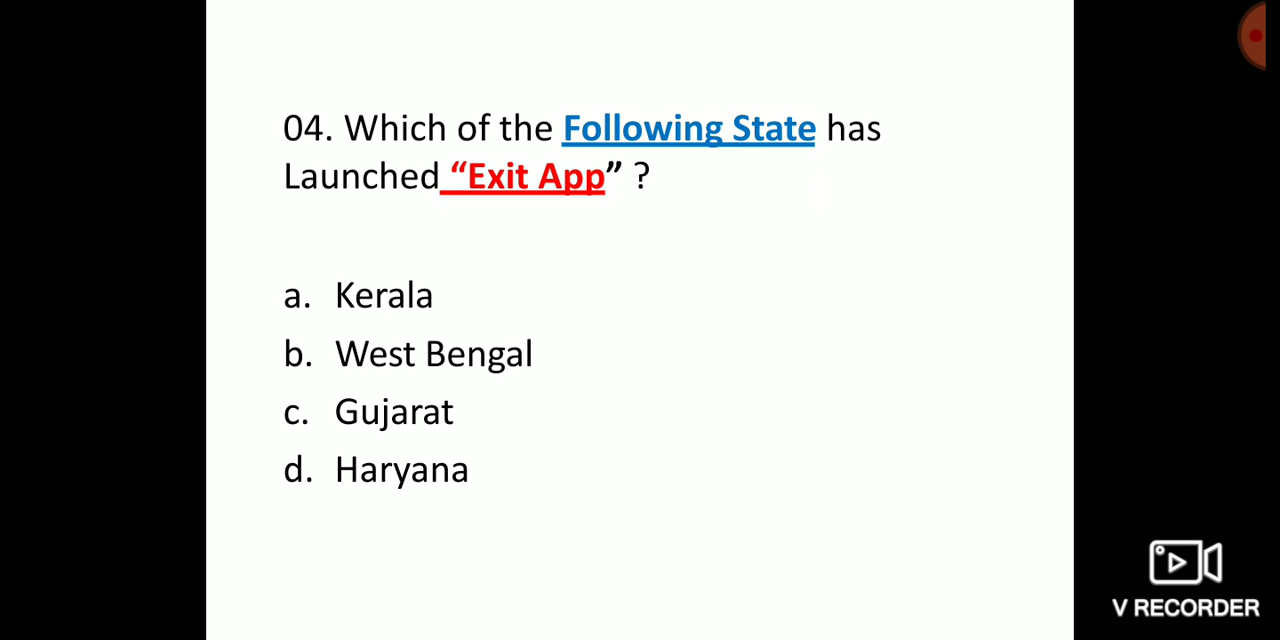 04. Which of the Following State has
Launched “Exit App” ?
a. Kerala
b. West Bengal
c. Gujarat
d. Haryana
V RECORDER